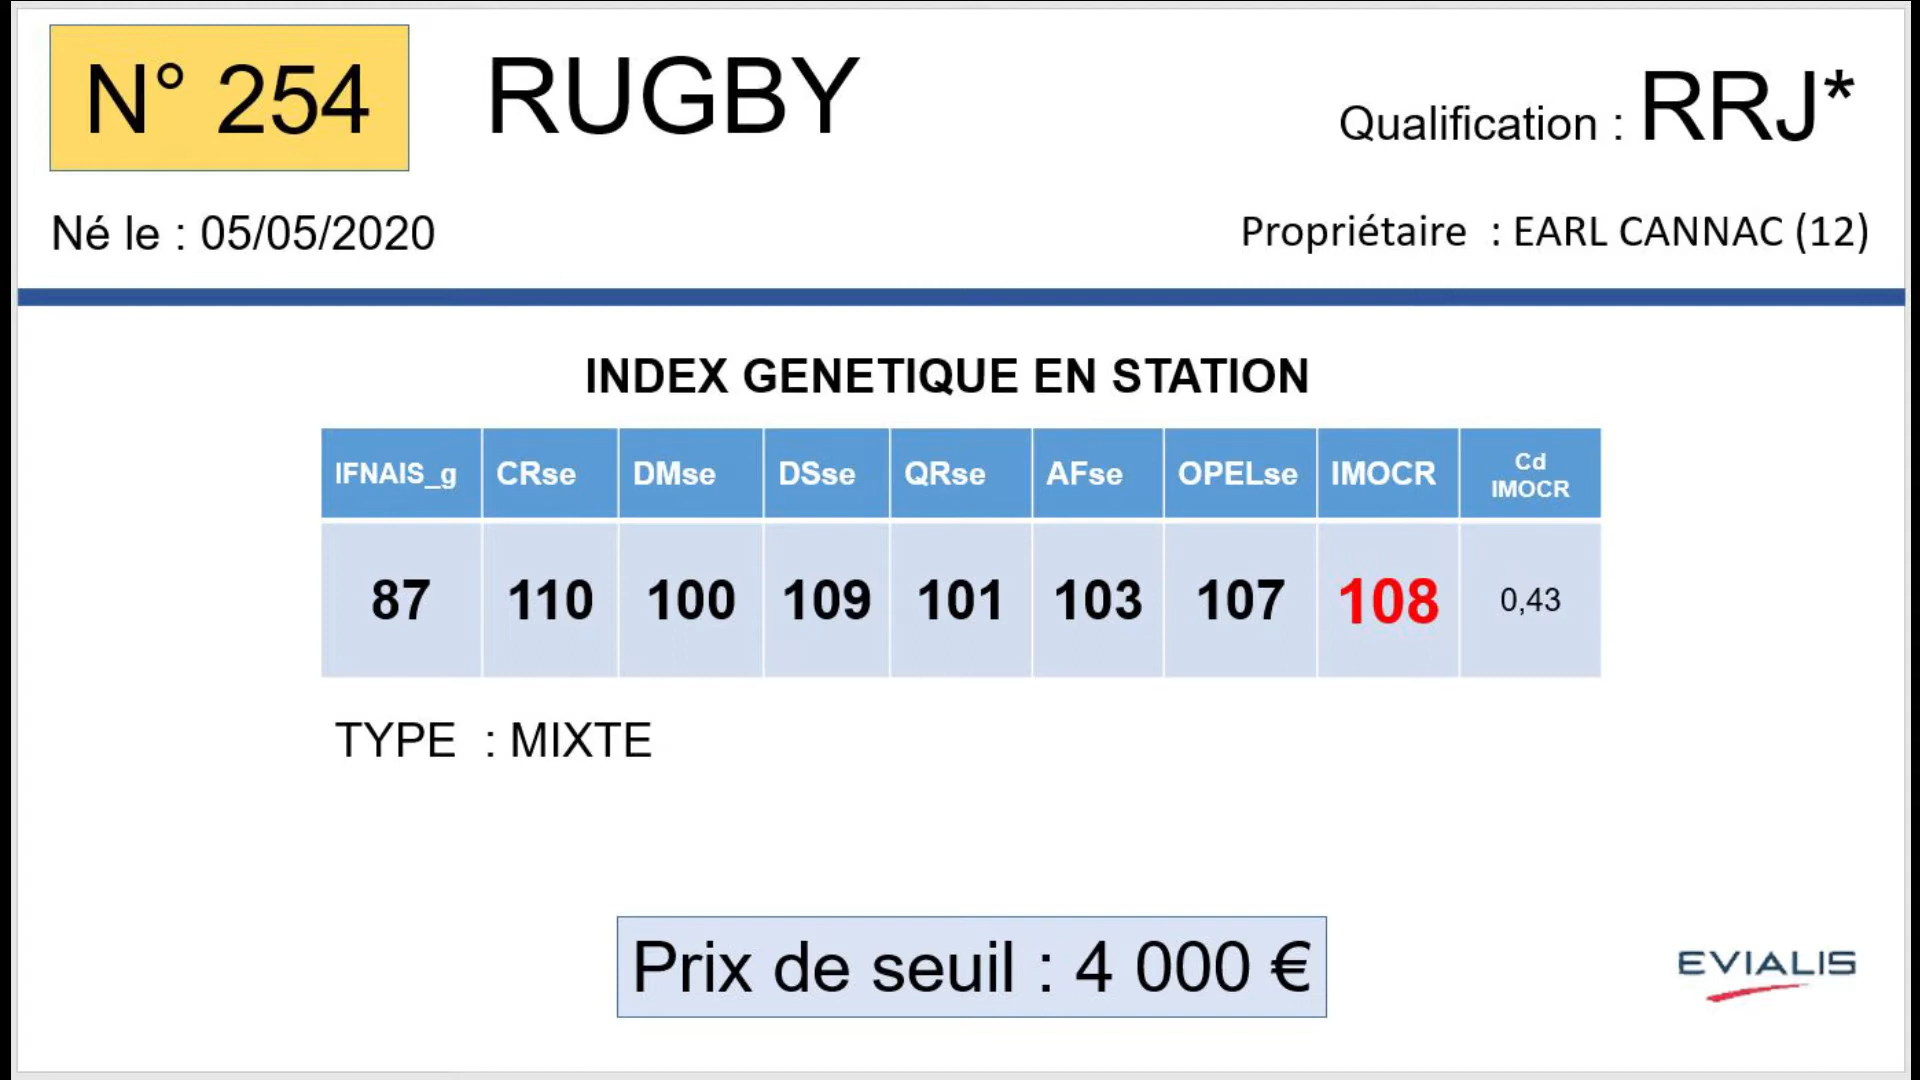 N° 254
RUGBY
Qualification : RRJ*
Né le : 05/05/2020
Propriétaire : EARL CANNAC (12)
INDEX GENETIQUE EN STATION
IFNAIS_g CRse DMse DSse QRse AFse OPELse IMOCR Cd IMOCR
87 110 100 109 101 103 107 108 0,43
TYPE : MIXTE
Prix de seuil : 4 000 €
EVIALIS